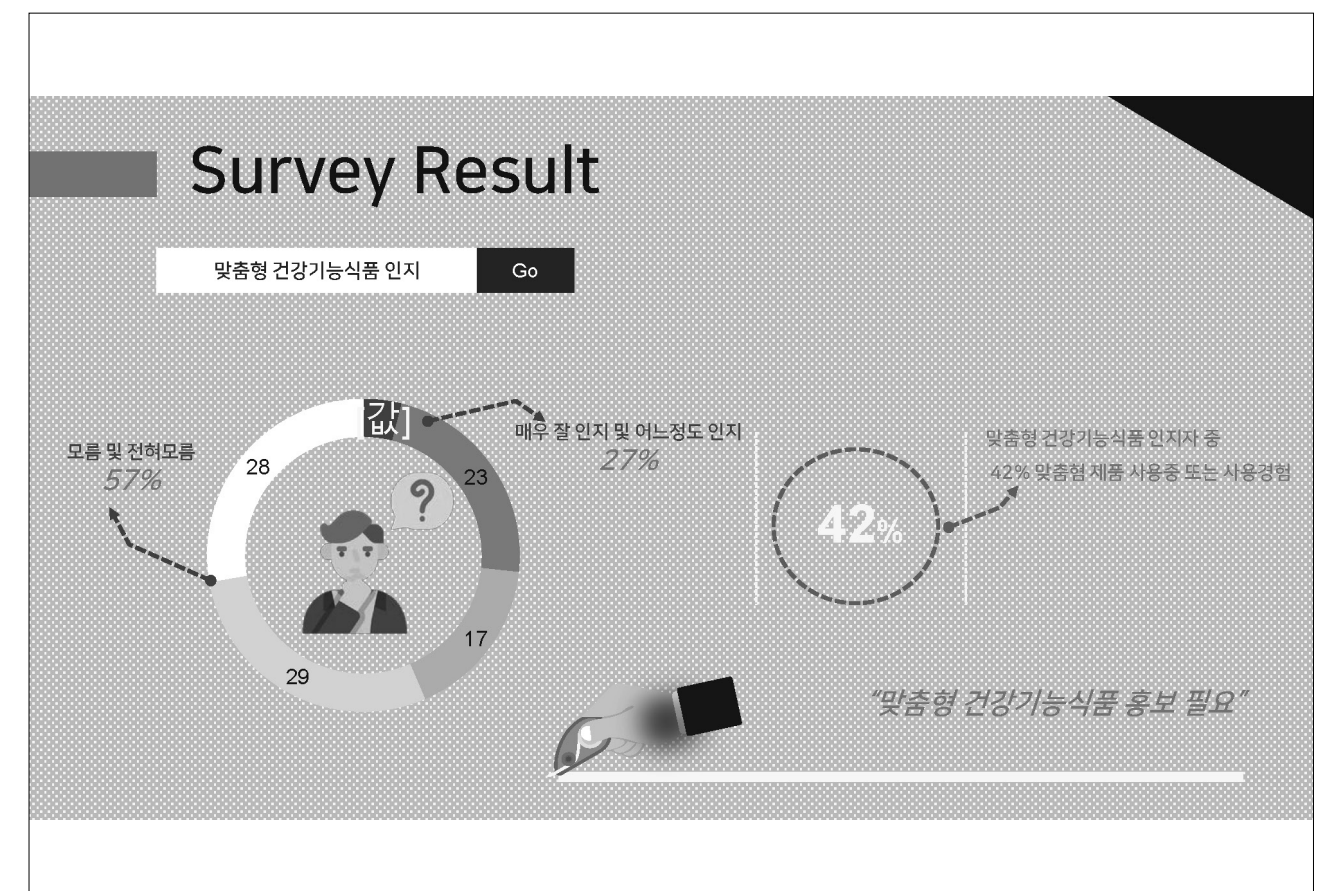 Survey Result
맞춤형 건강기능식품 인지
Go
[값]
매우 잘 인지 및 어느정도 인지
27%
모름 및 전혀모름
57%
28
23
?
17
29
42%
맞춤형 건강기능식품 인지자 중
42% 맞춤형 제품 사용중 또는 사용경험
“맞춤형 건강기능식품 홍보 필요”